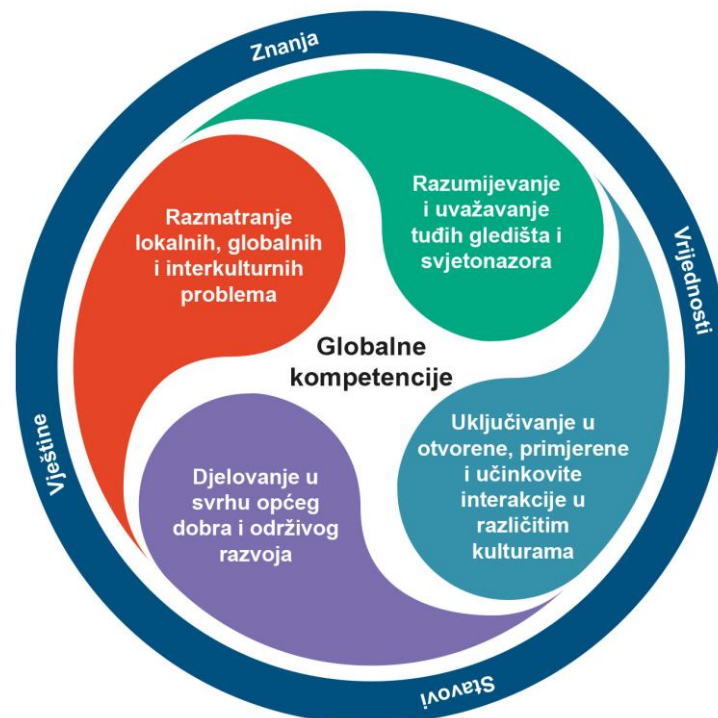 Znanja
Razumijevanje
i uvažavanje
tuđih gledišta i
svjetonazora
Razmatranje
lokalnih, globalnih
i interkulturnih
problema
Vrijednosti
Globalne
kompetencije
Uključivanje u
otvorene, primjerene
i učinkovite
interakcije u
različitim
kulturama
Vještine
Djelovanje u
svrhu općeg
dobra i održivog
razvoja
Stavovi